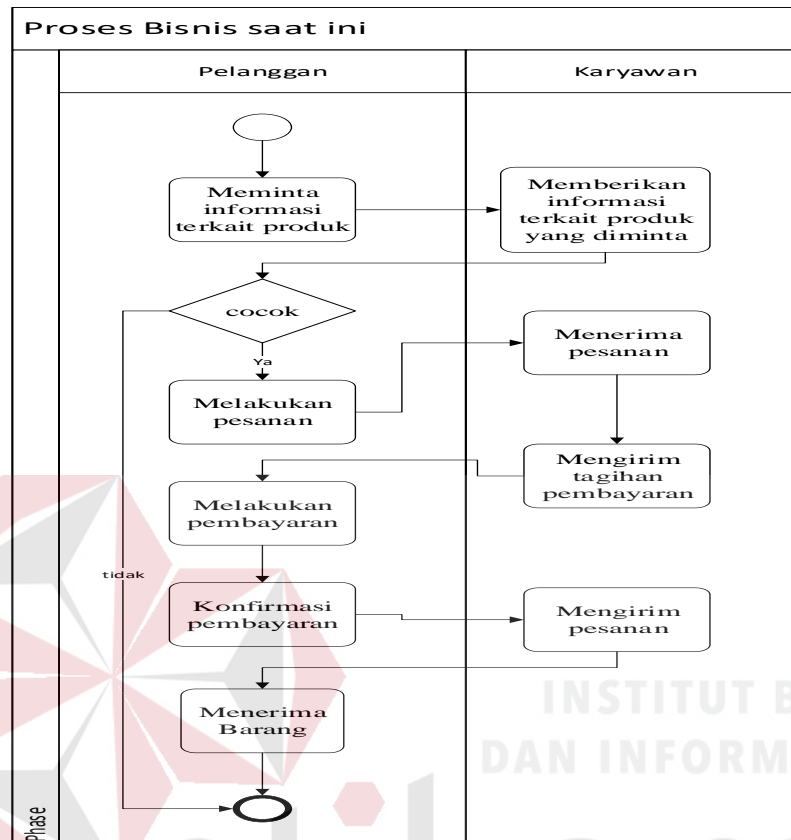 Proses Bisnis saat ini
Pelanggan
Karyawan
Meminta
informasi
terkait produk
Memberikan
informasi
terkait produk
yang diminta
cocok
Ya
Menerima
pesanan
Melakukan
pesanan
Mengirim
tagihan
pembayaran
Melakukan
pembayaran
tidak
Konfirmasi
pembayaran
Mengirim
pesanan
Menerima
Barang
INSTITUT B
DAN INFORM
Phase